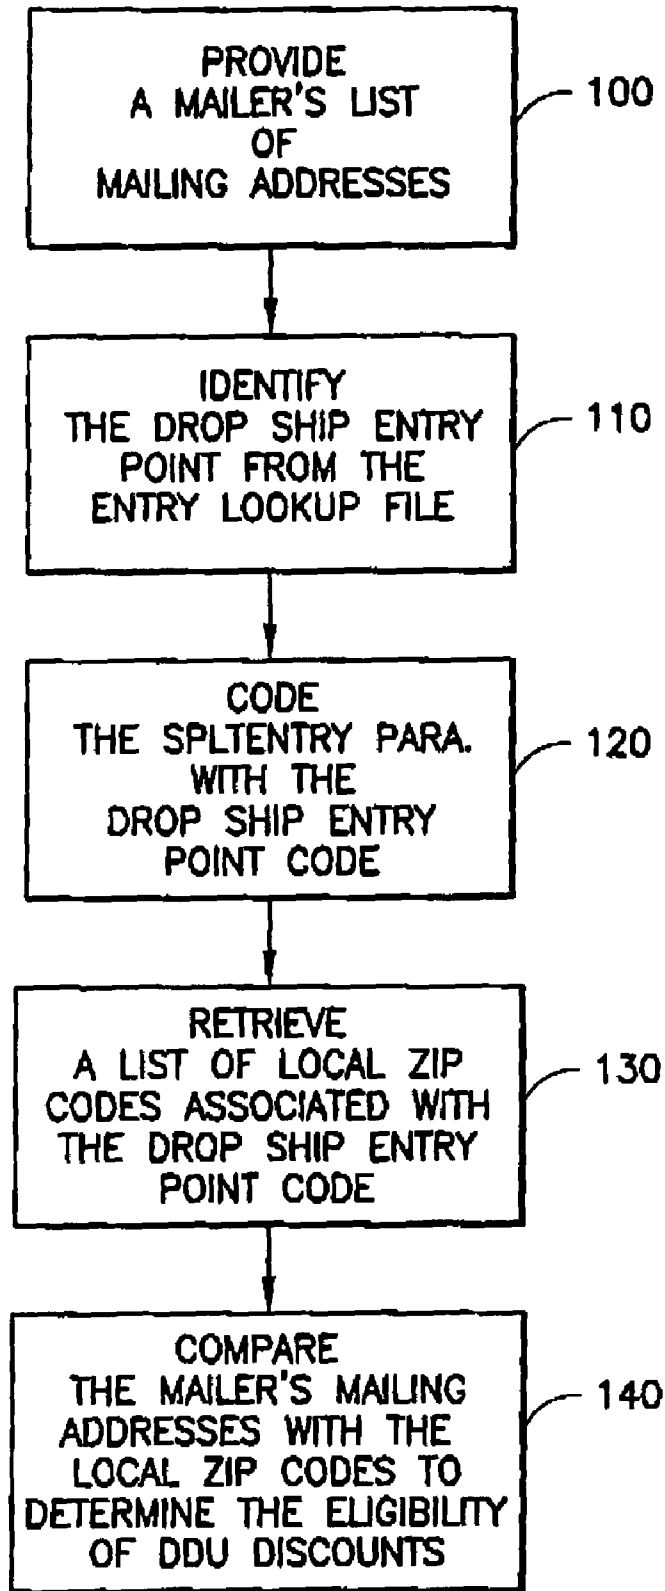 PROVIDE
A MAILER'S LIST
OF
MAILING ADDRESSES
100
IDENTIFY
THE DROP SHIP ENTRY
POINT FROM THE
ENTRY LOOKUP FILE
110
CODE
THE SPLTENTRY PARA.
WITH THE
DROP SHIP ENTRY
POINT CODE
120
RETRIEVE
A LIST OF LOCAL ZIP
CODES ASSOCIATED WITH
THE DROP SHIP ENTRY
POINT CODE
130
COMPARE
THE MAILER'S MAILING
ADDRESSES WITH THE
LOCAL ZIP CODES TO
DETERMINE THE ELIGIBILITY
OF DDU DISCOUNTS
140